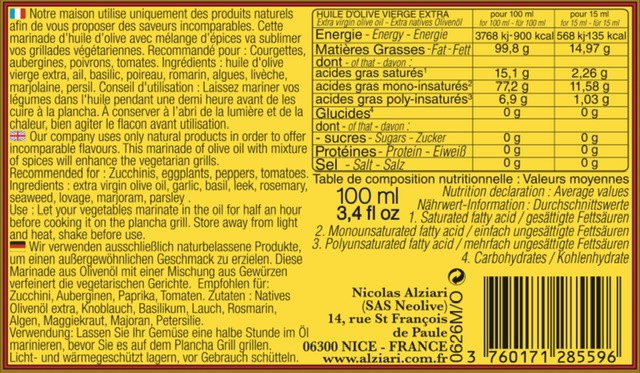 Notre maison utilise uniquement des produits naturels
afin de vous proposer des saveurs incomparables. Cette
marinade d'huile d'olive avec mélange d'épices va sublimer
vos grillades végétariennes. Recommandé pour : Courgettes,
aubergines, poivrons, tomates. Ingrédients : huile d'olive
vierge extra, ail, basilic, poireau, romarin, algues, livèche,
marjolaine, persil. Conseil d'utilisation : Laissez mariner vos
légumes dans l'huile pendant une demi heure avant de les
cuire à la plancha. A conserver à l'abri de la lumière et de la
chaleur, bien agiter le flacon avant utilisation.
Our company uses only natural products in order to offer
incomparable flavours. This marinade of olive oil with mixture
of spices will enhance the vegetarian grills.
Recommended for : Zucchinis, eggplants, peppers, tomatoes.
Ingredients : extra virgin olive oil, garlic, basil, leek, rosemary,
seaweed, lovage, marjoram, parsley .
Use : Let your vegetables marinate in the oil for half an hour
before cooking it on the plancha grill. Store away from light
and heat, shake before use.
Wir verwenden ausschließlich naturbelassene Produkte,
um einen außergewöhnlichen Geschmack zu erzielen. Diese
Marinade aus Olivenöl mit einer Mischung aus Gewürzen
verfeinert die vegetarischen Gerichte. Empfohlen für:
Zucchini, Auberginen, Paprika, Tomaten. Zutaten : Natives
Olivenöl extra, Knoblauch, Basilikum, Lauch, Rosmarin,
Algen, Maggiekraut, Majoran, Petersilie.
Verwendung: Lassen Sie Ihr Gemüse eine halbe Stunde im Öl
marinieren, bevor Sie es auf dem Plancha Grill grillen.
Licht- und wärmegeschützt lagern, vor Gebrauch schütteln.
HUILE D'OLIVE VIERGE EXTRA pour 100 ml pour 15 ml
Extra virgin olive oil - Extra natives Olivenöl for 100 ml - für 100 ml for 15 ml - für 15 ml
Energie - Energy - Energie 3768 kj-900 kcal 568 kj-135 kcal
Matières Grasses - Fat - Fett 99,8 g 14,97 g
dont - of that - davon :
acides gras saturés¹ 15,1 g 2,26 g
acides gras mono-insaturés² 77,2 g 11,58 g
acides gras poly-insaturés³ 6,9 g 1,03 g
Glucides⁴ 0 g 0 g
dont - of that - davon :
- sucres - Sugars - Zucker 0 g 0 g
Protéines - Protein - Eiweiß 0 g 0 g
Sel - Salt - Salz 0 g 0 g
Table de composition nutritionnelle : Valeurs moyennes
Nutrition declaration : Average values
Nährwert-Information : Durchschnittswerte
1. Saturated fatty acid / gesättigte Fettsäuren
2. Monounsaturated fatty acid / einfach ungesättigte Fettsäuren
3. Polyunsaturated fatty acid / mehrfach ungesättigte Fettsäuren
4. Carbohydrates / Kohlenhydrate
100 ml
3,4 fl oz
Nicolas Alziari
(SAS Neolive)
14, rue St François
de Paule
06300 NICE - FRANCE
www.alziari.com.fr
0626M/O
3 760171 285596